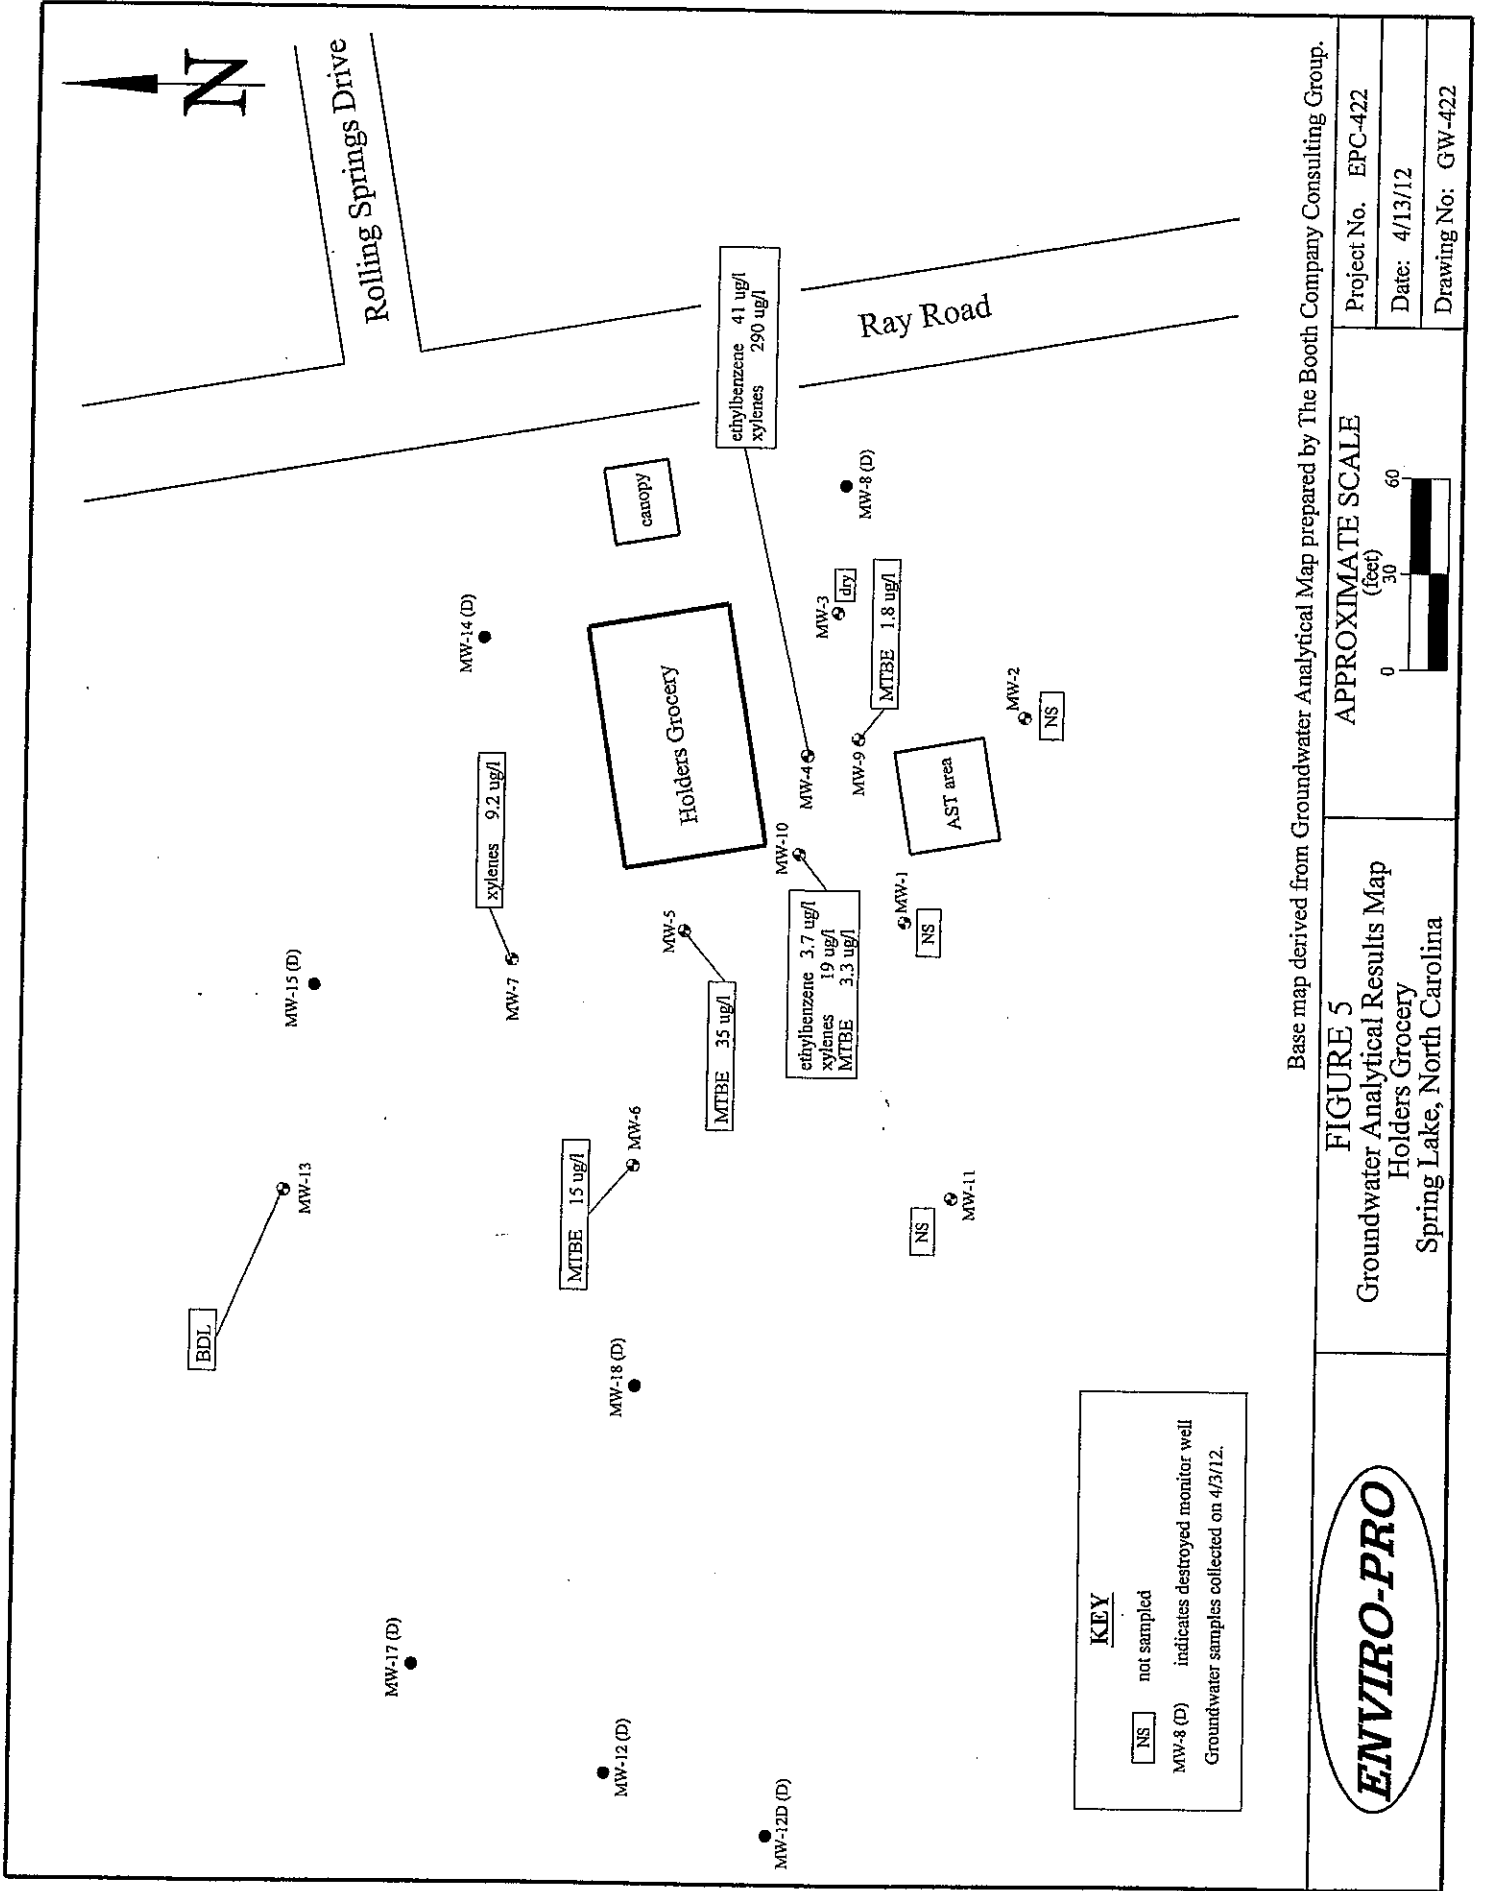 N
Rolling Springs Drive
Ray Road
canopy
Holders Grocery
AST area
MW-14 (D)
MW-15 (D)
MW-13
BDL
MW-7
xylenes 9.2 ug/l
MW-5
MTBE 35 ug/l
MW-6
MTBE 15 ug/l
MW-18 (D)
MW-17 (D)
MW-12 (D)
MW-12D (D)
MW-4
ethylbenzene 41 ug/l
xylenes 290 ug/l
MW-8 (D)
MW-3
dry
MW-9
MTBE 1.8 ug/l
MW-2
NS
MW-10
ethylbenzene 3.7 ug/l
xylenes 19 ug/l
MTBE 3.3 ug/l
MW-1
NS
MW-11
NS
KEY
NS not sampled
MW-8 (D) indicates destroyed monitor well
Groundwater samples collected on 4/3/12.
Base map derived from Groundwater Analytical Map prepared by The Booth Company Consulting Group.
ENVIRO-PRO
FIGURE 5
Groundwater Analytical Results Map
Holders Grocery
Spring Lake, North Carolina
APPROXIMATE SCALE
(feet)
0 30 60
Project No. EPC-422
Date: 4/13/12
Drawing No: GW-422